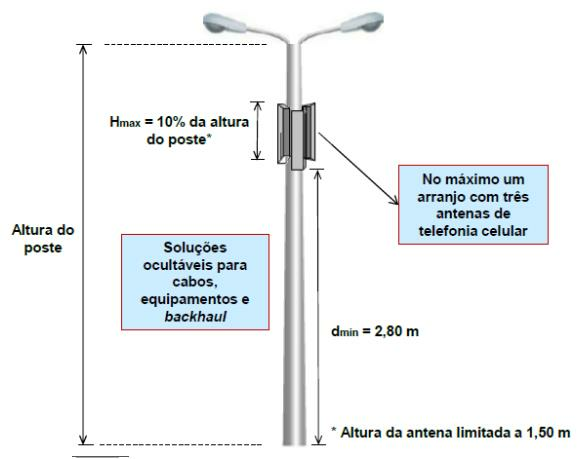 Hmax = 10% da altura
do poste*
No máximo um
arranjo com três
antenas de
telefonia celular
Altura do
poste
Soluções
ocultáveis para
cabos,
equipamentos e
backhaul
dmin = 2,80 m
* Altura da antena limitada a 1,50 m